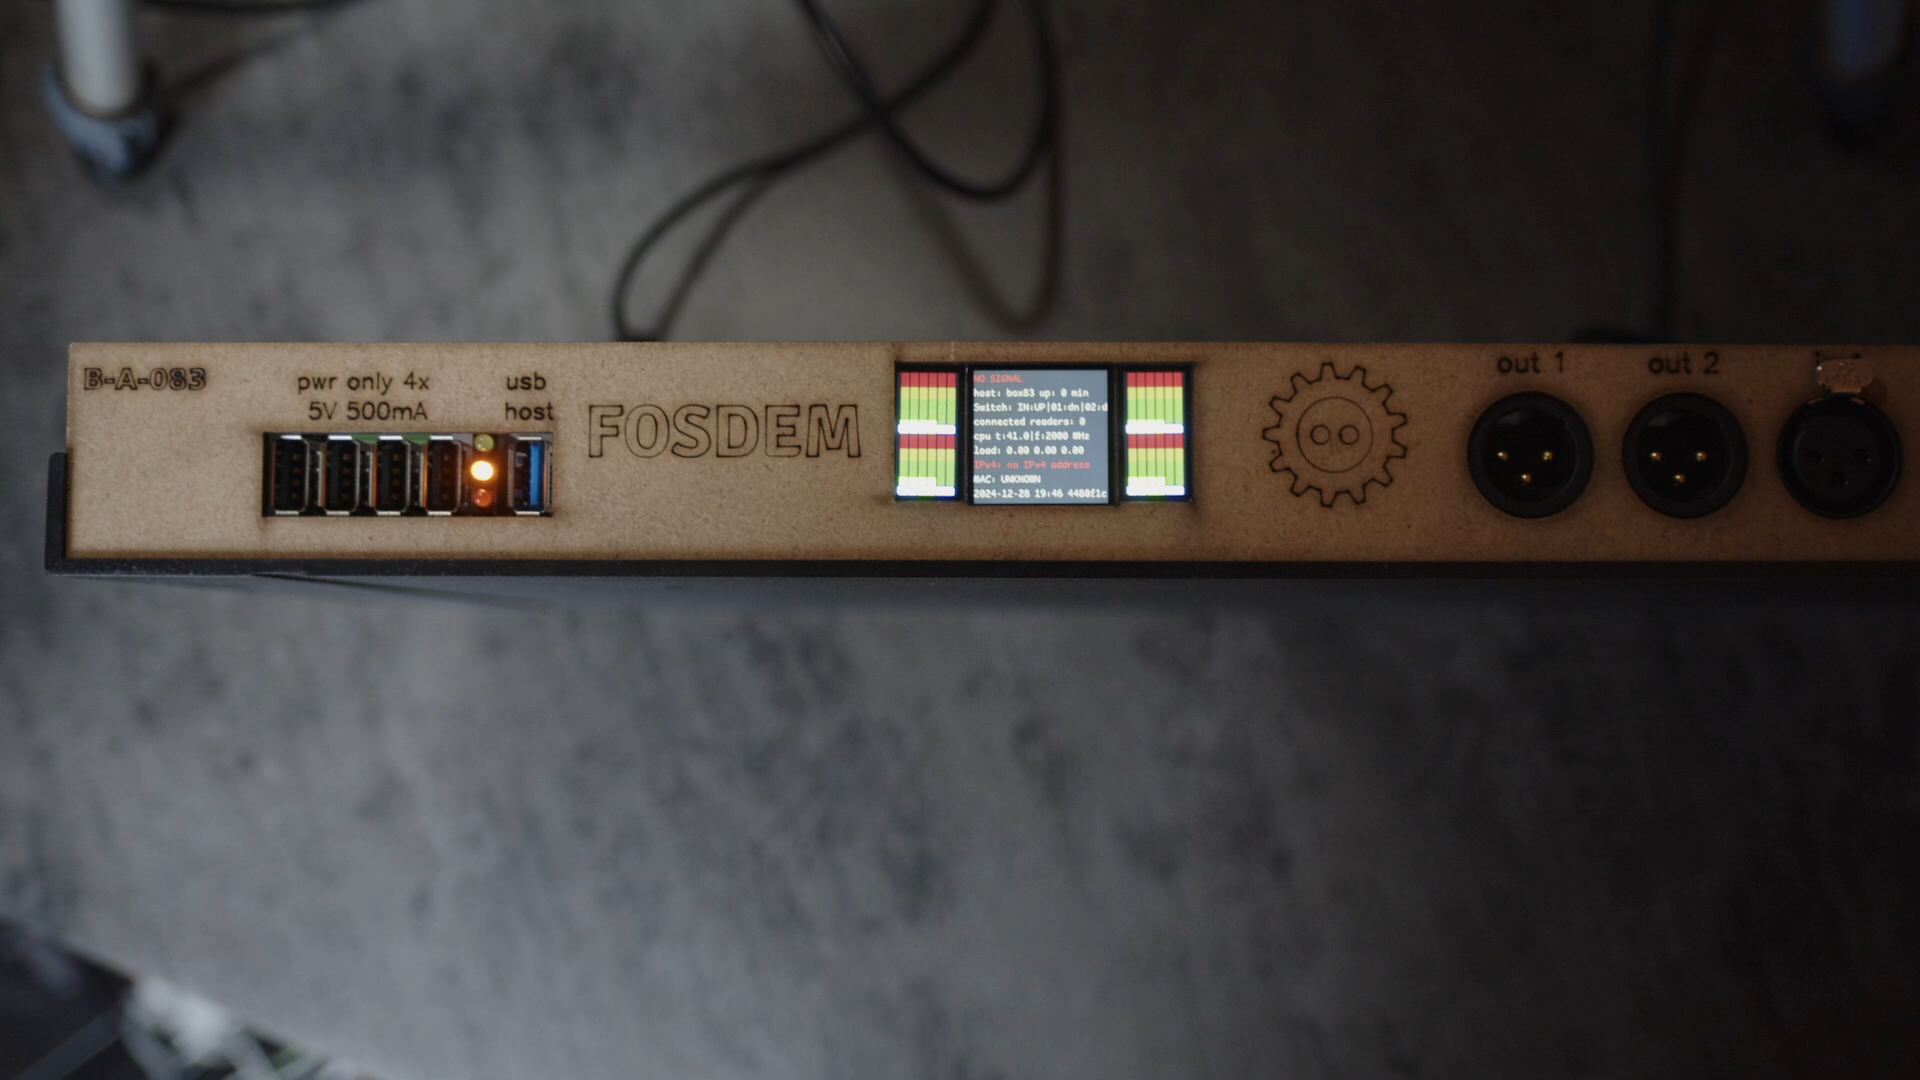 B-A-083
pwr only 4x
5V 500mA
usb
host
FOSDEM
NO SIGNAL
host: box83 up: 0 min
Switch: IN:UP|01:dn|02:d
connected readers: 0
cpu t:41.0|f:2000 MHz
load: 0.00 0.00 0.00
IPv4: no IPv4 address
MAC: UNKNOWN
2024-12-28 19:46 4480f1c
out 1
out 2